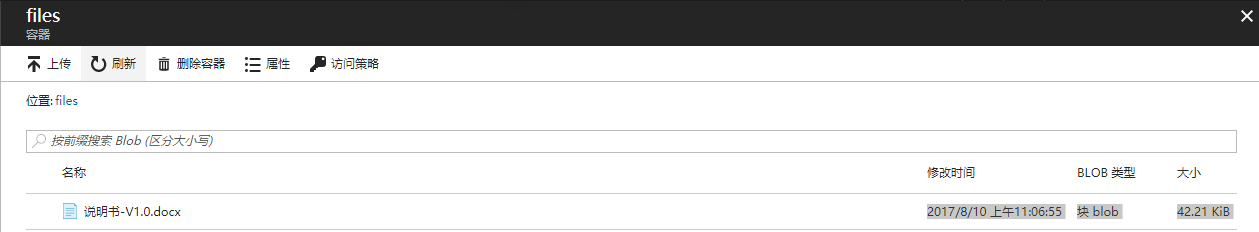 files
容器
上传 刷新 删除容器 属性 访问策略
位置: files
按前缀搜索 Blob (区分大小写)
名称 修改时间 BLOB 类型 大小
说明书-V1.0.docx 2017/8/10 上午11:06:55 块 blob 42.21 KiB